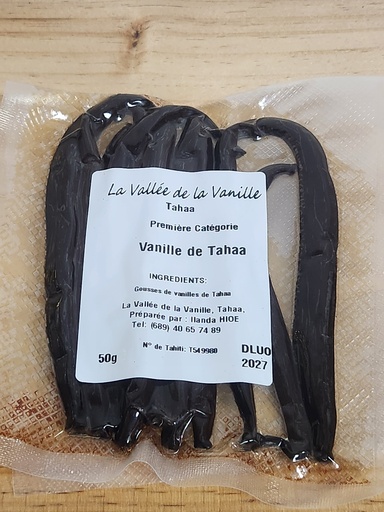 La Vallée de la Vanille
Tahaa
Première Catégorie
Vanille de Tahaa
INGREDIENTS:
Gousses de vanilles de Tahaa
La Vallée de la Vanille, Tahaa,
Préparée par : Ilanda HIOE
Tel: (689) 40 65 74 89
N° de Tahiti: T549980
50g
DLUO
2027